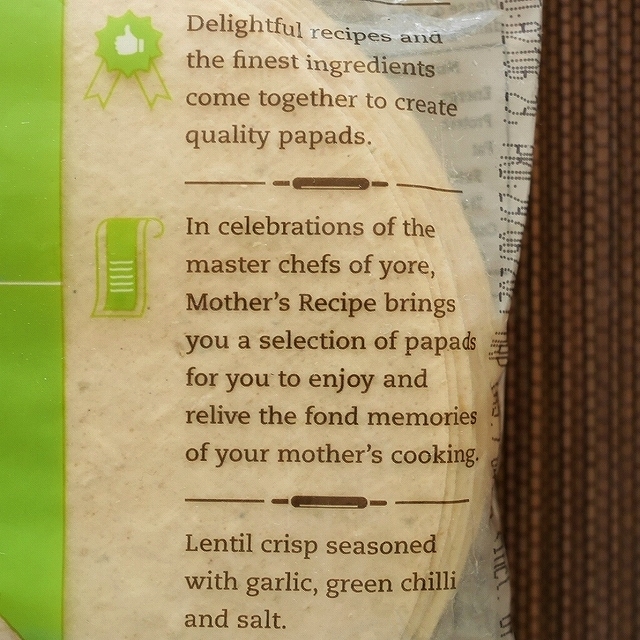 Delightful recipes and
the finest ingredients
come together to create
quality papads.
In celebrations of the
master chefs of yore,
Mother's Recipe brings
you a selection of papads
for you to enjoy and
relive the fond memories
of your mother's cooking.
Lentil crisp seasoned
with garlic, green chilli
and salt.